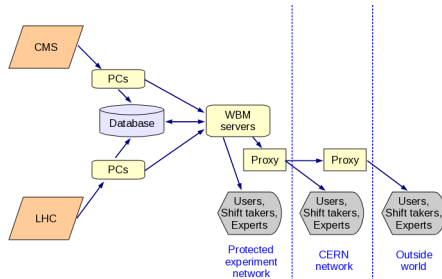 CMS
PCs
Database
WBM
servers
PCs
LHC
Proxy
Proxy
Users,
Shift takers,
Experts
Users,
Shift takers,
Experts
Users,
Shift takers,
Experts
Protected
experiment
network
CERN
network
Outside
world